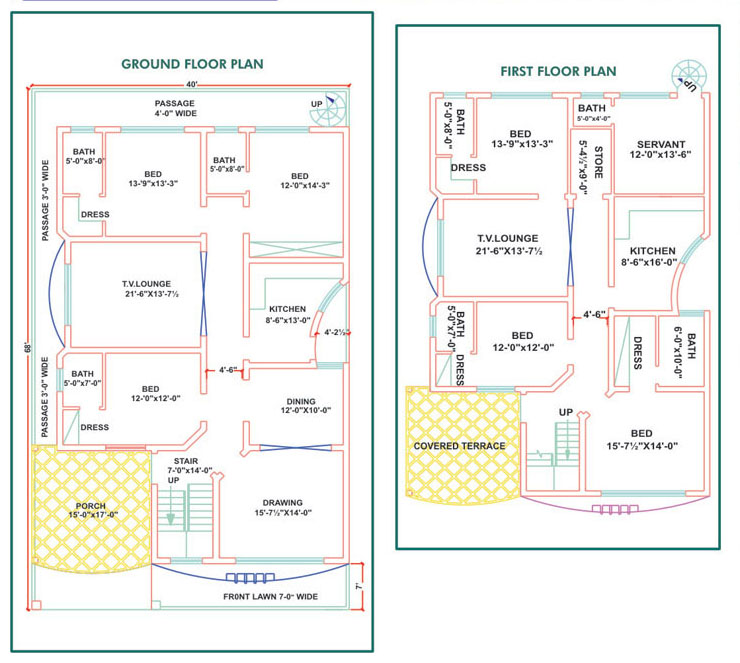 GROUND FLOOR PLAN
40'
PASSAGE
4'-0" WIDE
UP
BATH
5'-0"x8'-0"
BED
13'-9"x13'-3"
BATH
5'-0"x8'-0"
BED
12'-0"x14'-3"
PASSAGE 3'-0" WIDE
DRESS
T.V.LOUNGE
21'-6"X13'-7½
KITCHEN
8'-6"x13'-0"
4'-2½"
68'
PASSAGE 3'-0" WIDE
BATH
5'-0"x7'-0"
BED
12'-0"x12'-0"
4'-6"
DINING
12'-0"X10'-0"
DRESS
STAIR
7'-0"x14'-0"
UP
PORCH
15'-0"x17'-0"
DRAWING
15'-7½"X14'-0"
FR0NT LAWN 7-0" WIDE
7'
FIRST FLOOR PLAN
UP
BATH
5'-0"x8'-0"
BED
13'-9"x13'-3"
BATH
5'-0"x4'-0"
STORE
5'-4½"x9'-0"
SERVANT
12'-0"x13'-6"
DRESS
T.V.LOUNGE
21'-6"X13'-7½
KITCHEN
8'-6"x16'-0"
BATH
5'-0"x7'-0"
BED
12'-0"x12'-0"
4'-6"
DRESS
DRESS
BATH
6'-0"x10'-0"
COVERED TERRACE
UP
BED
15'-7½"X14'-0"